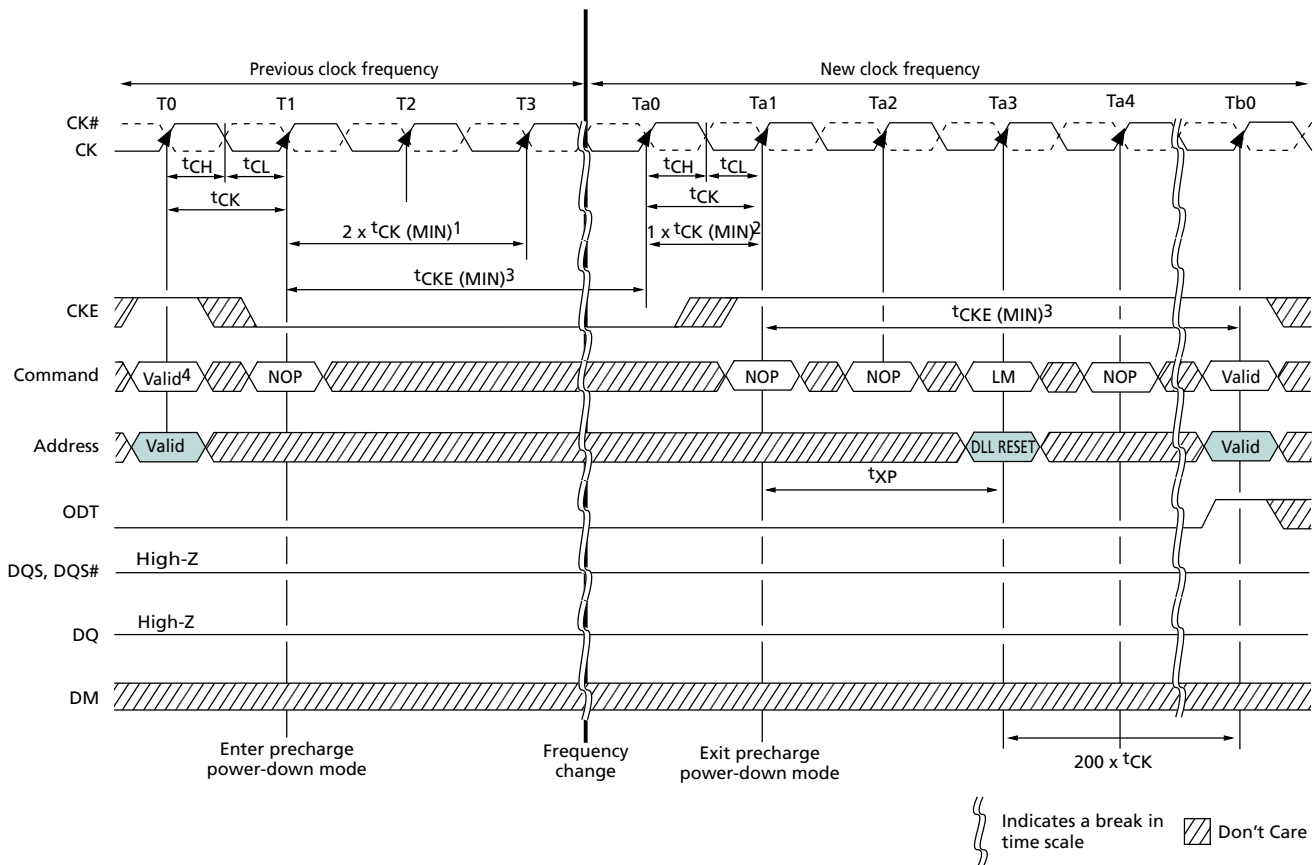 Previous clock frequency New clock frequency
T0 T1 T2 T3 Ta0 Ta1 Ta2 Ta3 Ta4 Tb0
CK#
CK
tCH tCL tCH tCL
tCK tCK
2 x tCK (MIN)1 1 x tCK (MIN)2
tCKE (MIN)3
CKE
tCKE (MIN)3
Command Valid4 NOP NOP NOP LM NOP Valid
Address Valid DLL RESET Valid
tXP
ODT
High-Z
DQS, DQS#
High-Z
DQ
DM
Enter precharge
power-down mode
Frequency
change
Exit precharge
power-down mode
200 x tCK
Indicates a break in
time scale
Don't Care